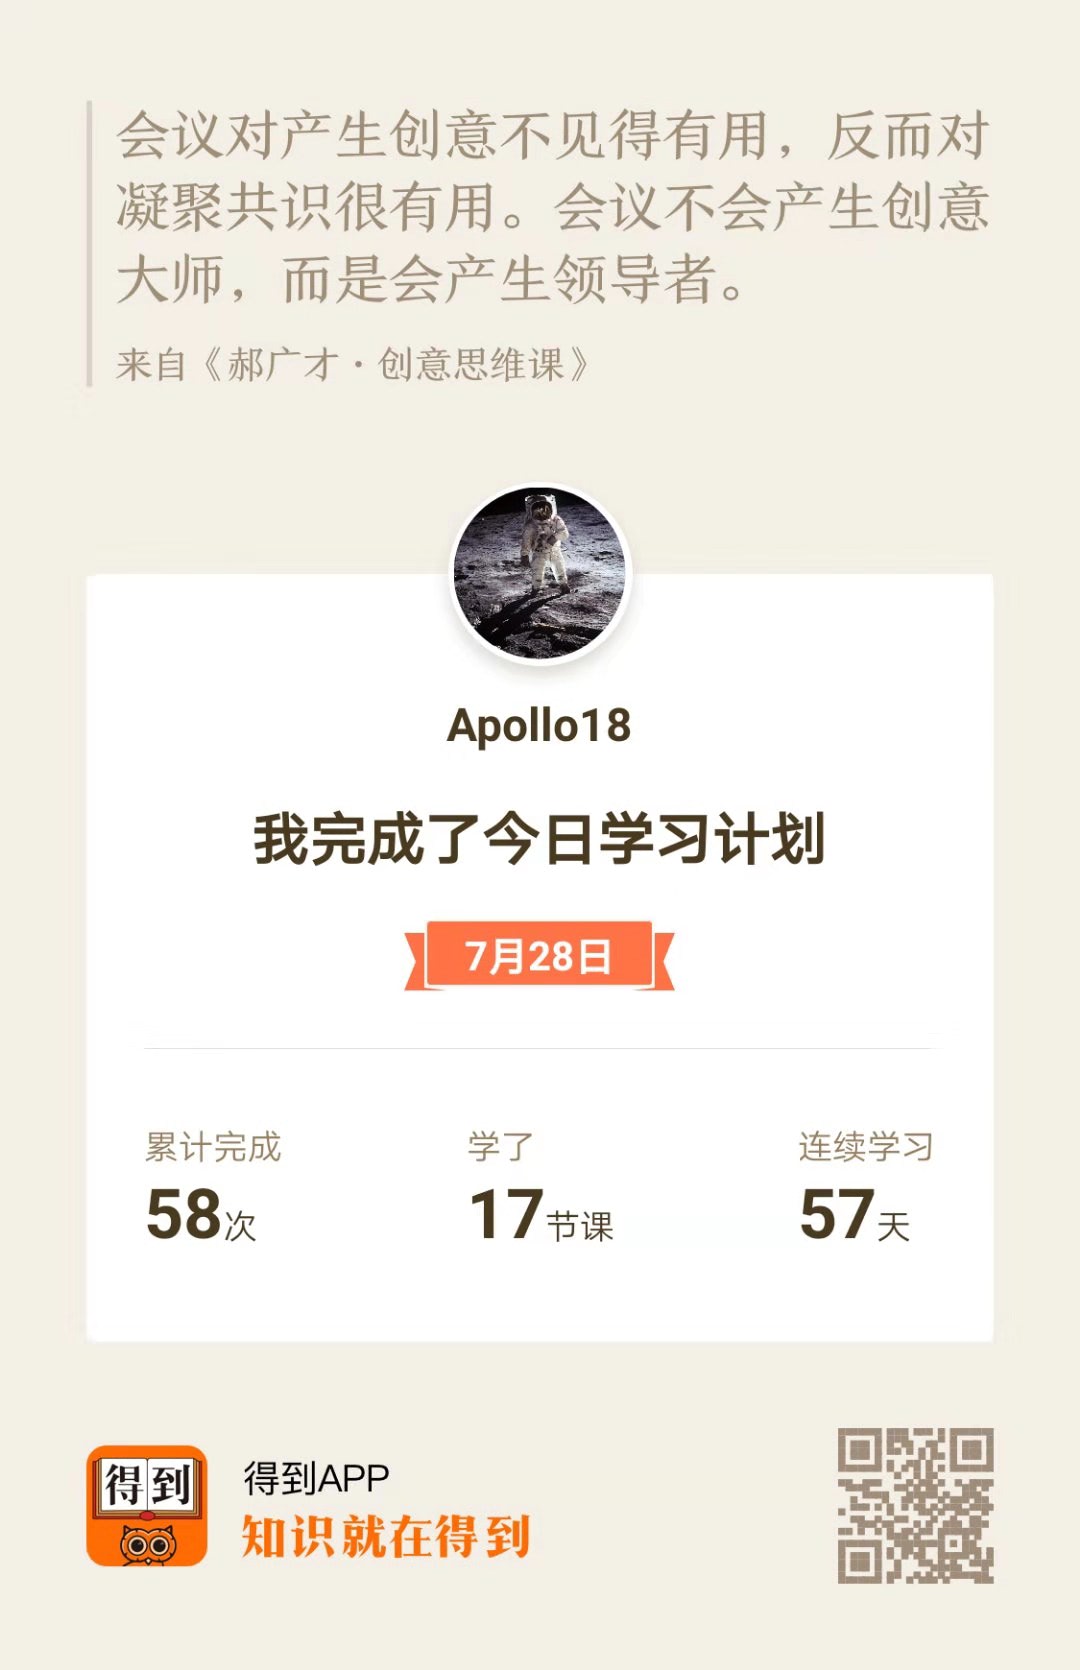 会议对产生创意不见得有用，反而对
凝聚共识很有用。会议不会产生创意
大师，而是会产生领导者。
来自《郝广才·创意思维课》
Apollo18
我完成了今日学习计划
7月28日
累计完成
58次
学了
17节课
连续学习
57天
得到
得到APP
知识就在得到